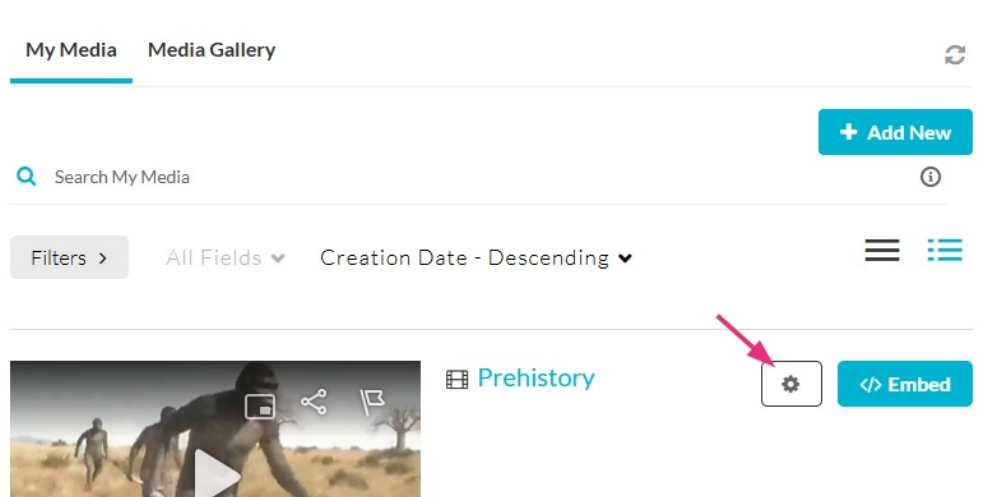 My Media Media Gallery
+ Add New
Search My Media
Filters > All Fields Creation Date - Descending
Prehistory </> Embed